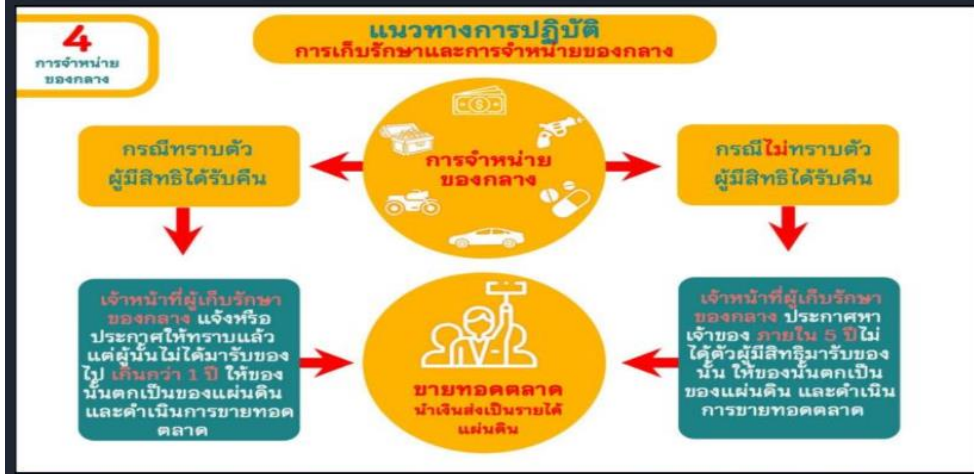 4
การจำหน่าย
ของกลาง
แนวทางการปฏิบัติ
การเก็บรักษาและการจำหน่ายของกลาง
กรณีทราบตัว
ผู้มีสิทธิได้รับคืน
การจำหน่าย
ของกลาง
กรณีไม่ทราบตัว
ผู้มีสิทธิได้รับคืน
เจ้าหน้าที่ผู้เก็บรักษา
ของกลาง แจ้งหรือ
ประกาศให้ทราบแล้ว
แต่ผู้นั้นไม่ได้มารับของ
ไป เกินกว่า 1 ปี ให้ของ
นั้นตกเป็นของแผ่นดิน
และดำเนินการขายทอด
ตลาด
ขายทอดตลาด
นำเงินส่งเป็นรายได้
แผ่นดิน
เจ้าหน้าที่ผู้เก็บรักษา
ของกลาง ประกาศหา
เจ้าของ ภายใน 5 ปีไม่
ได้ตัวผู้มีสิทธิมารับของ
นั้น ให้ของนั้นตกเป็น
ของแผ่นดิน และดำเนิน
การขายทอดตลาด